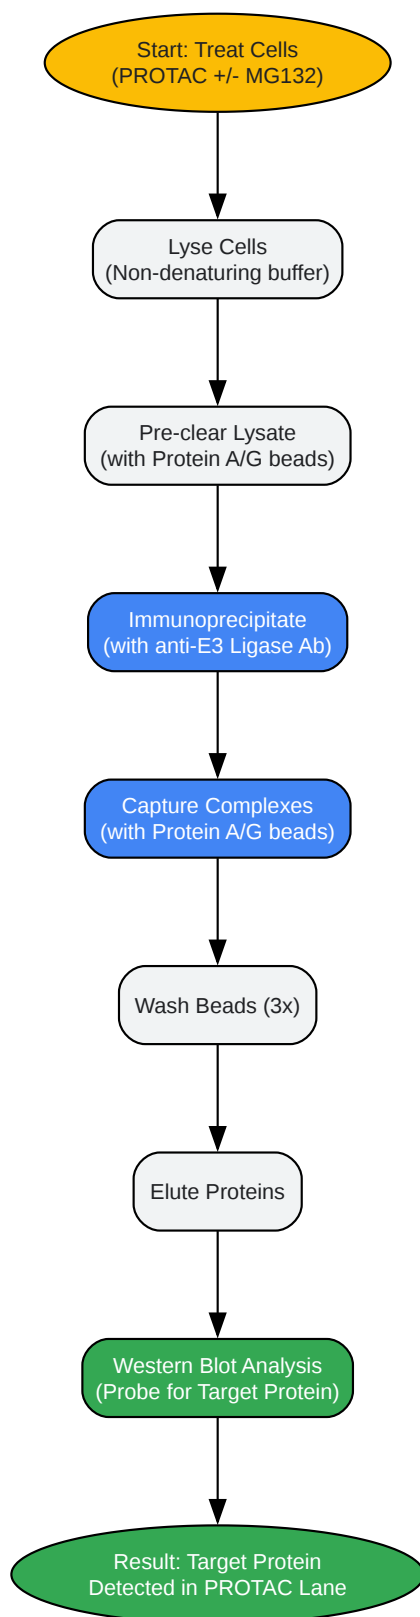 Start: Treat Cells
(PROTAC +/- MG132)
Lyse Cells
(Non-denaturing buffer)
Pre-clear Lysate
(with Protein A/G beads)
Immunoprecipitate
(with anti-E3 Ligase Ab)
Capture Complexes
(with Protein A/G beads)
Wash Beads (3x)
Elute Proteins
Western Blot Analysis
(Probe for Target Protein)
Result: Target Protein
Detected in PROTAC Lane